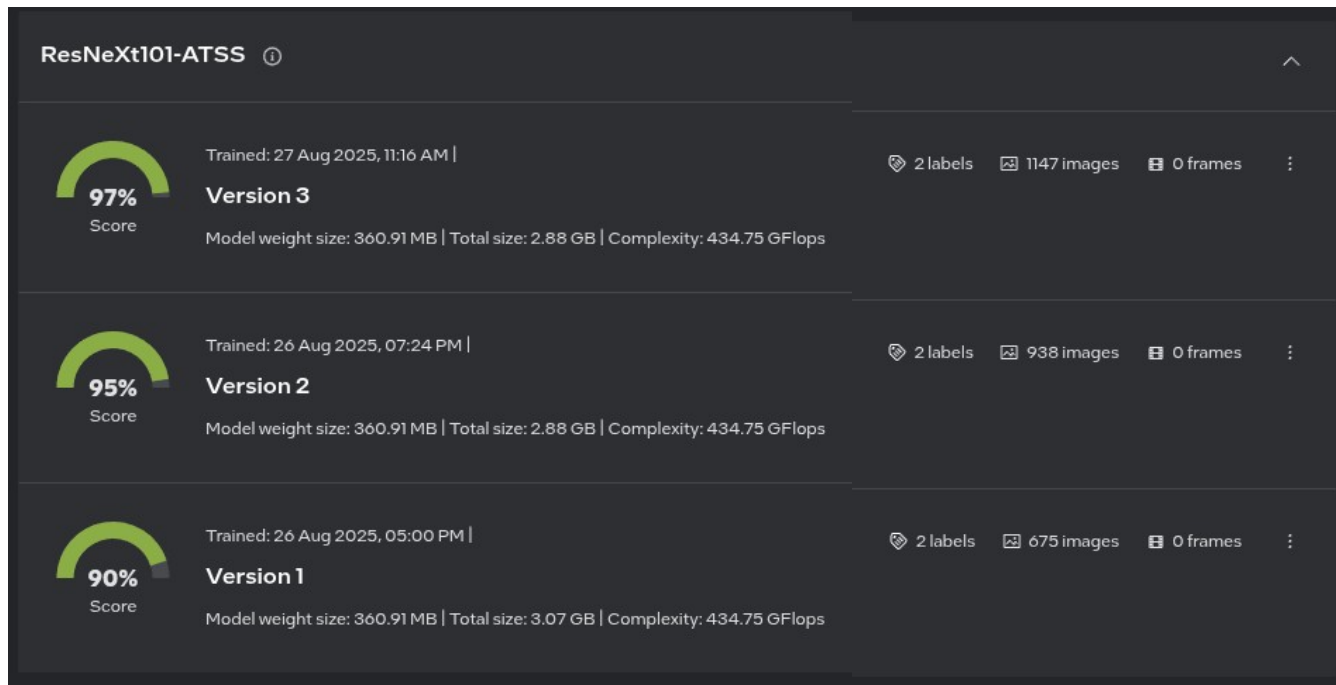 ResNeXt101-ATSS
Trained: 27 Aug 2025, 11:16 AM |
2 labels 1147 images 0 frames
97%
Version 3
Score
Model weight size: 360.91 MB | Total size: 2.88 GB | Complexity: 434.75 GFlops
Trained: 26 Aug 2025, 07:24 PM |
2 labels 938 images 0 frames
95%
Version 2
Score
Model weight size: 360.91 MB | Total size: 2.88 GB | Complexity: 434.75 GFlops
Trained: 26 Aug 2025, 05:00 PM |
2 labels 675 images 0 frames
90%
Version 1
Score
Model weight size: 360.91 MB | Total size: 3.07 GB | Complexity: 434.75 GFlops